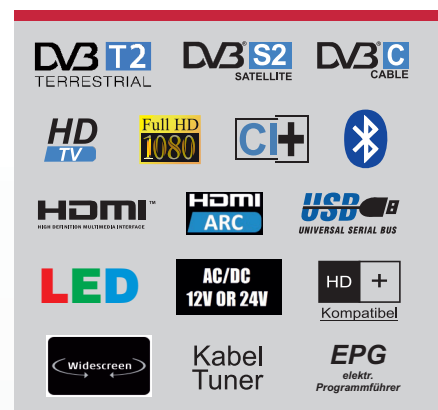 DVB T2
TERRESTRIAL
DVB S2
SATELLITE
DVB C
CABLE
HD
TV
Full HD
1080
CI+
HDMI™
HIGH DEFINITION MULTIMEDIA INTERFACE
HDMI
ARC
USB
UNIVERSAL SERIAL BUS
LED
AC/DC
12V OR 24V
HD +
Kompatibel
Widescreen
Kabel
Tuner
EPG
elektr.
Programmführer